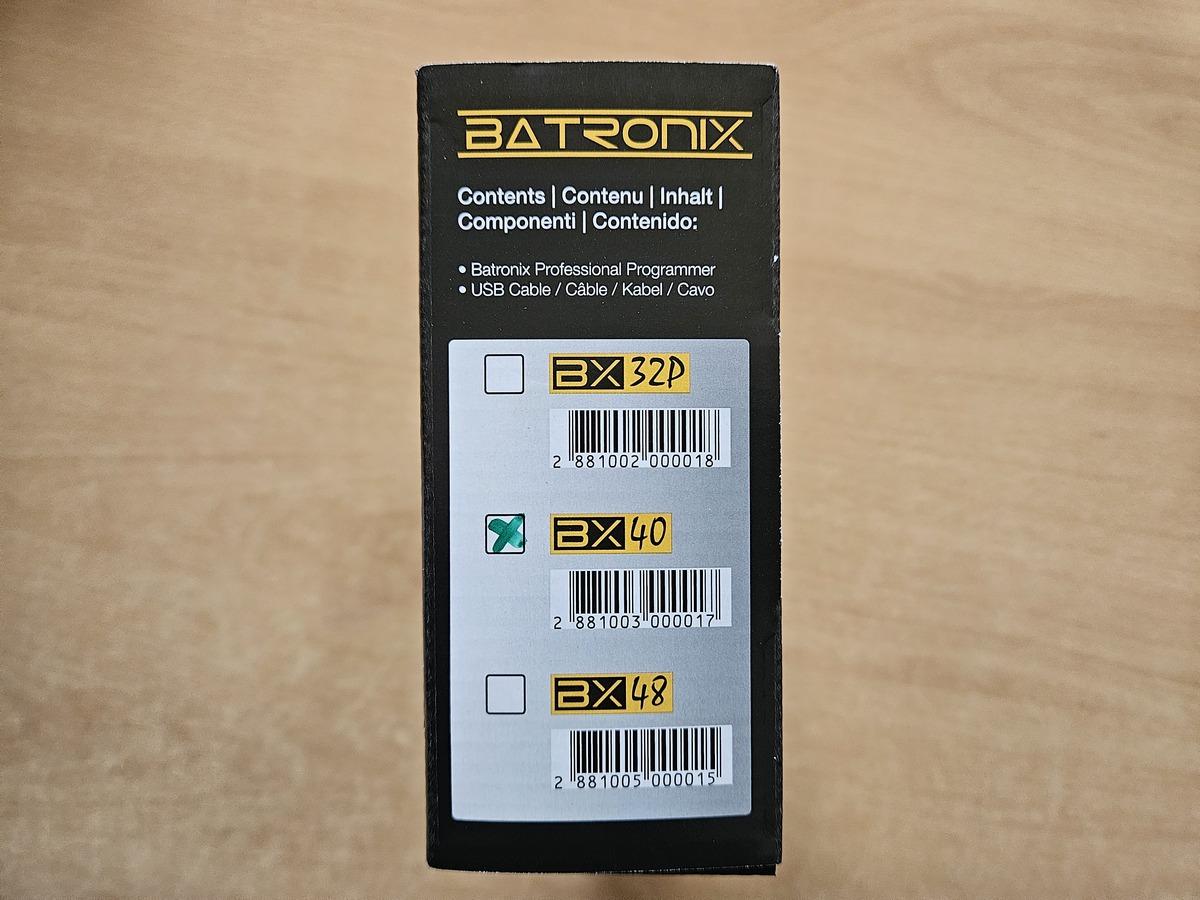 BATRONIX
Contents | Contenu | Inhalt |
Componenti | Contenido:
• Batronix Professional Programmer
• USB Cable / Câble / Kabel / Cavo
BX 32P
2 881002 000018
BX 40
2 881003 000017
BX 48
2 881005 000015